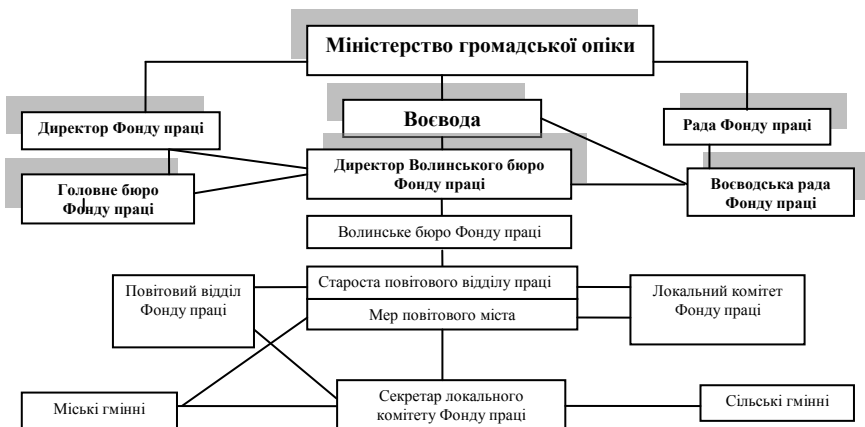 Міністерство громадської опіки
Директор Фонду праці
Воєвода
Рада Фонду праці
Головне бюро
Фонду праці
Директор Волинського бюро
Фонду праці
Воєводська рада
Фонду праці
Волинське бюро Фонду праці
Повітовий відділ
Фонду праці
Староста повітового відділу праці
Мер повітового міста
Локальний комітет
Фонду праці
Міські гмінні
Секретар локального
комітету Фонду праці
Сільські гмінні